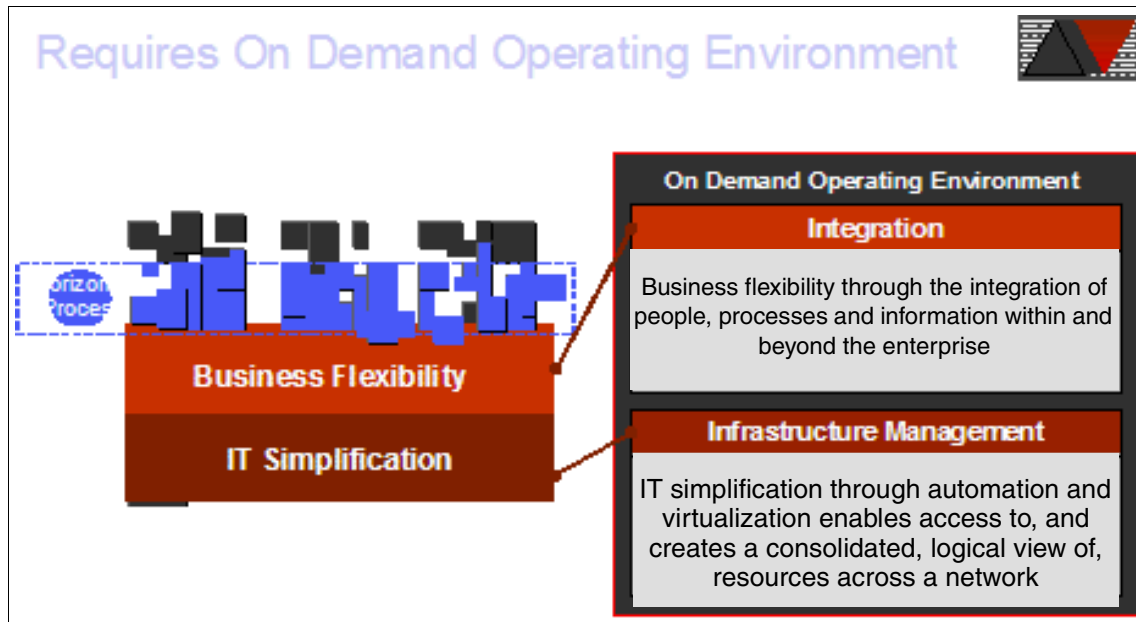 Requires On Demand Operating Environment
On Demand Operating Environment
Integration
Business flexibility through the integration of
people, processes and information within and
beyond the enterprise
orizon
Proces
Business Flexibility
IT Simplification
Infrastructure Management
IT simplification through automation and
virtualization enables access to, and
creates a consolidated, logical view of,
resources across a network